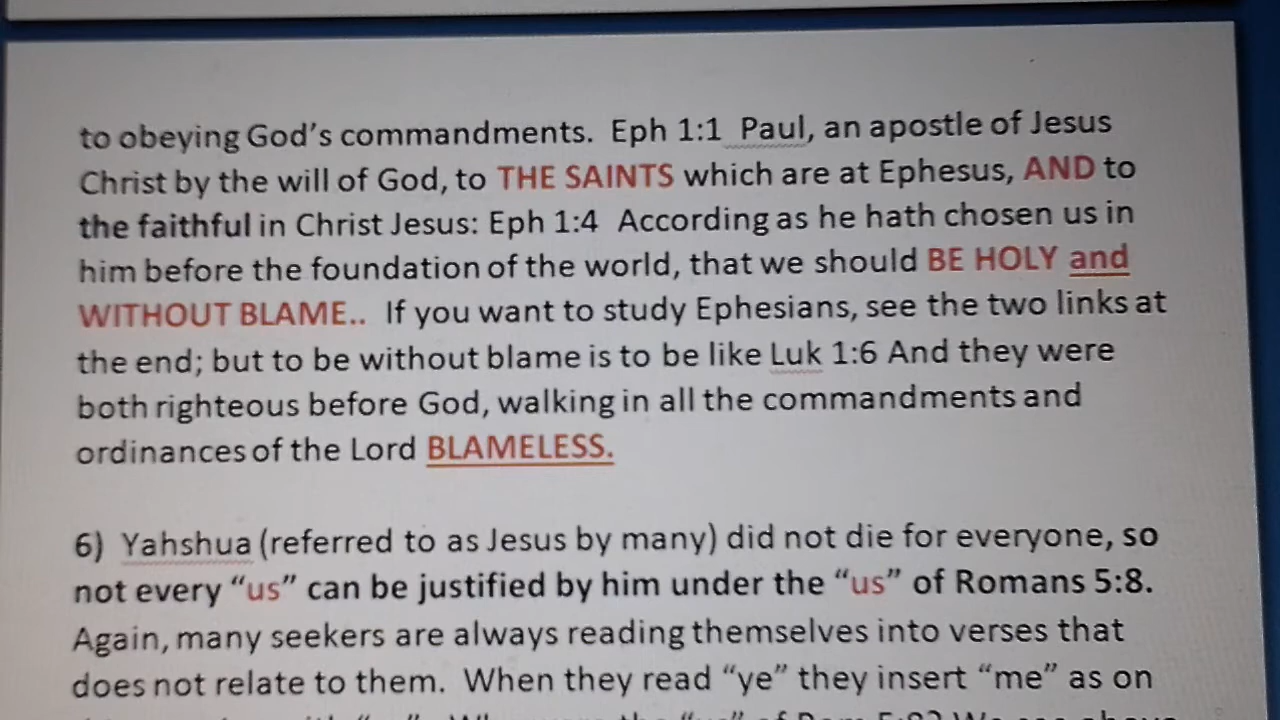 to obeying God's commandments.  Eph 1:1  Paul, an apostle of Jesus
Christ by the will of God, to THE SAINTS which are at Ephesus, AND to
the faithful in Christ Jesus: Eph 1:4  According as he hath chosen us in
him before the foundation of the world, that we should BE HOLY and
WITHOUT BLAME..  If you want to study Ephesians, see the two links at
the end; but to be without blame is to be like Luk 1:6 And they were
both righteous before God, walking in all the commandments and
ordinances of the Lord BLAMELESS.
6)  Yahshua (referred to as Jesus by many) did not die for everyone, so
not every “us” can be justified by him under the “us” of Romans 5:8.
Again, many seekers are always reading themselves into verses that
does not relate to them.  When they read “ye” they insert “me” as on